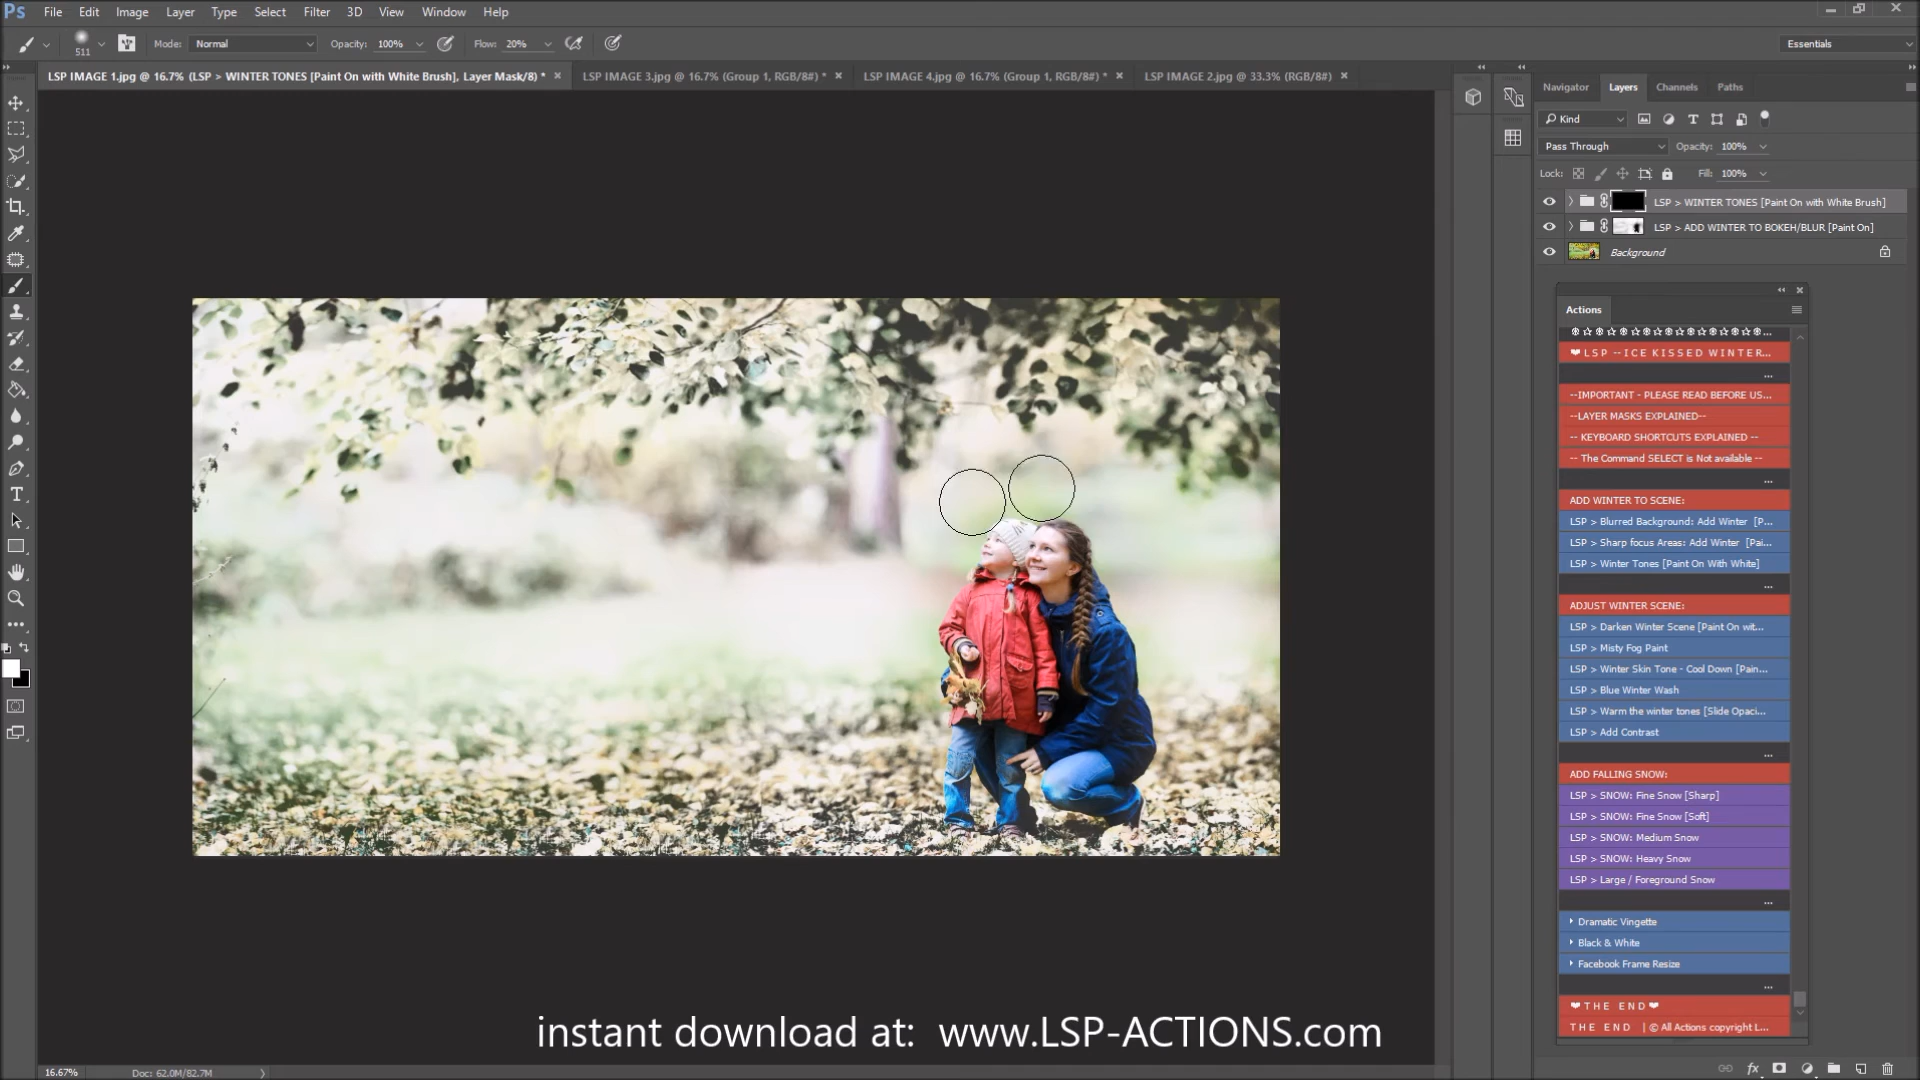 Ps File Edit Image Layer Type Select Filter 3D View Window Help
511 Mode: Normal Opacity: 100% Flow: 20% Essentials
LSP IMAGE 1.jpg @ 16.7% (LSP > WINTER TONES [Paint On with White Brush], Layer Mask/8) * × LSP IMAGE 3.jpg @ 16.7% (Group 1, RGB/8#) * × LSP IMAGE 4.jpg @ 16.7% (Group 1, RGB/8#) * × LSP IMAGE 2.jpg @ 33.3% (RGB/8#) ×
Navigator Layers Channels Paths
Kind
Pass Through Opacity: 100%
Lock: Fill: 100%
LSP > WINTER TONES [Paint On with White Brush]
LSP > ADD WINTER TO BOKEH/BLUR [Paint On]
Background
Actions
❤ L S P -- I C E K I S S E D W I N T E R...
...
--IMPORTANT - PLEASE READ BEFORE US...
--LAYER MASKS EXPLAINED--
-- KEYBOARD SHORTCUTS EXPLAINED --
-- The Command SELECT is Not available --
...
ADD WINTER TO SCENE:
LSP > Blurred Background: Add Winter [P...
LSP > Sharp focus Areas: Add Winter [Pai...
LSP > Winter Tones [Paint On With White]
...
ADJUST WINTER SCENE:
LSP > Darken Winter Scene [Paint On wit...
LSP > Misty Fog Paint
LSP > Winter Skin Tone - Cool Down [Pain...
LSP > Blue Winter Wash
LSP > Warm the winter tones [Slide Opaci...
LSP > Add Contrast
...
ADD FALLING SNOW:
LSP > SNOW: Fine Snow [Sharp]
LSP > SNOW: Fine Snow [Soft]
LSP > SNOW: Medium Snow
LSP > SNOW: Heavy Snow
LSP > Large / Foreground Snow
...
Dramatic Vingette
Black & White
Facebook Frame Resize
...
❤ T H E E N D ❤
T H E E N D | © All Actions copyright L...
instant download at: www.LSP-ACTIONS.com
16.67% Doc: 62.0M/82.7M